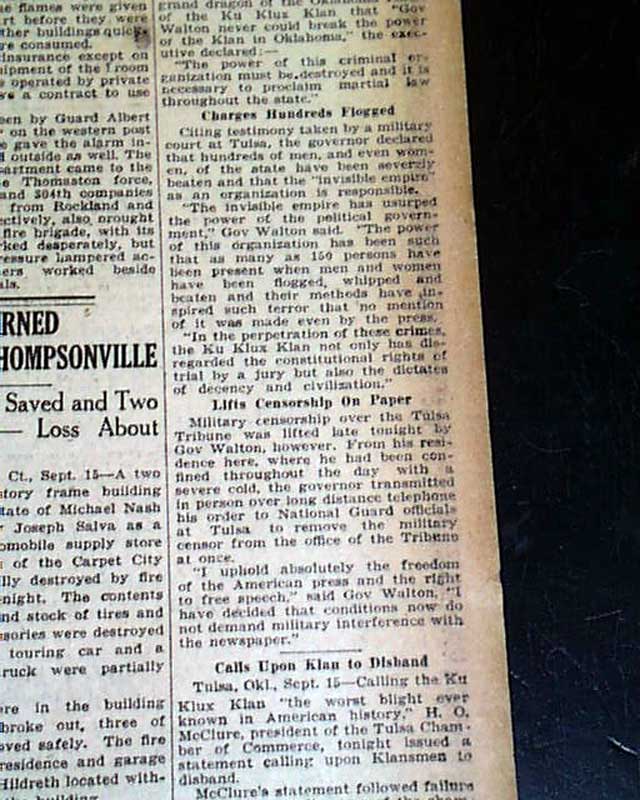 he flames were given
rt before they were
ther buildings quick-
re consumed.
insurance except on
uipment of the I room
s operated by private
ve a contract to use
een by Guard Albert
on the western post
e gave the alarm in-
d outside as well. The
partment came to the
e Thomaston force,
and 304th companies
from Rockland and
ectively, also brought
fire brigade, with its
rked desperately, but
ressure hampered ac-
ers worked beside
als.
RNED
HOMPSONVILLE
Saved and Two
— Loss About
Ct., Sept. 15—A two
story frame building
state of Michael Nash
Joseph Salva as a
omobile supply store
of the Carpet City
lly destroyed by fire
night. The contents
nd stock of tires and
sories were destroyed
touring car and a
ruck were partially
re in the building
broke out, three of
oved safely. The fire
residence and garage
Hildreth located with-
the building.
grand dragon of the Oklahoma
of the Ku Klux Klan that "Gov
Walton never could break the power
of the Klan in Oklahoma," the exec-
utive declared:—
"The power of this criminal or-
ganization must be destroyed and it is
necessary to proclaim martial law
throughout the state."
Charges Hundreds Flogged
Citing testimony taken by a military
court at Tulsa, the governor declared
that hundreds of men, and even wom-
en, of the state have been severely
beaten and that the "invisible empire"
as an organization is responsible.
"The invisible empire has usurped
the power of the political govern-
ment," Gov Walton said. "The power
of this organization has been such
that as many as 150 persons have
been present when men and women
have been flogged, whipped and
beaten and their methods have in-
spired such terror that no mention
of it was made even by the press.
"In the perpetration of these crimes,
the Ku Klux Klan not only has dis-
regarded the constitutional rights of
trial by a jury but also the dictates
of decency and civilization."
Lifts Censorship On Paper
Military censorship over the Tulsa
Tribune was lifted late tonight by
Gov Walton, however. From his resi-
dence here, where he had been con-
fined throughout the day with a
severe cold, the governor transmitted
in person over long distance telephone
his order to National Guard officials
at Tulsa to remove the military
censor from the office of the Tribune
at once.
"I uphold absolutely the freedom
of the American press and the right
to free speech," said Gov Walton, "I
have decided that conditions now do
not demand military interference with
the newspaper."
Calls Upon Klan to Disband
Tulsa, Okl., Sept. 15—Calling the Ku
Klux Klan "the worst blight ever
known in American history," H. O.
McClure, president of the Tulsa Cham-
ber of Commerce, tonight issued a
statement calling upon Klansmen to
disband.
McClure's statement followed failure